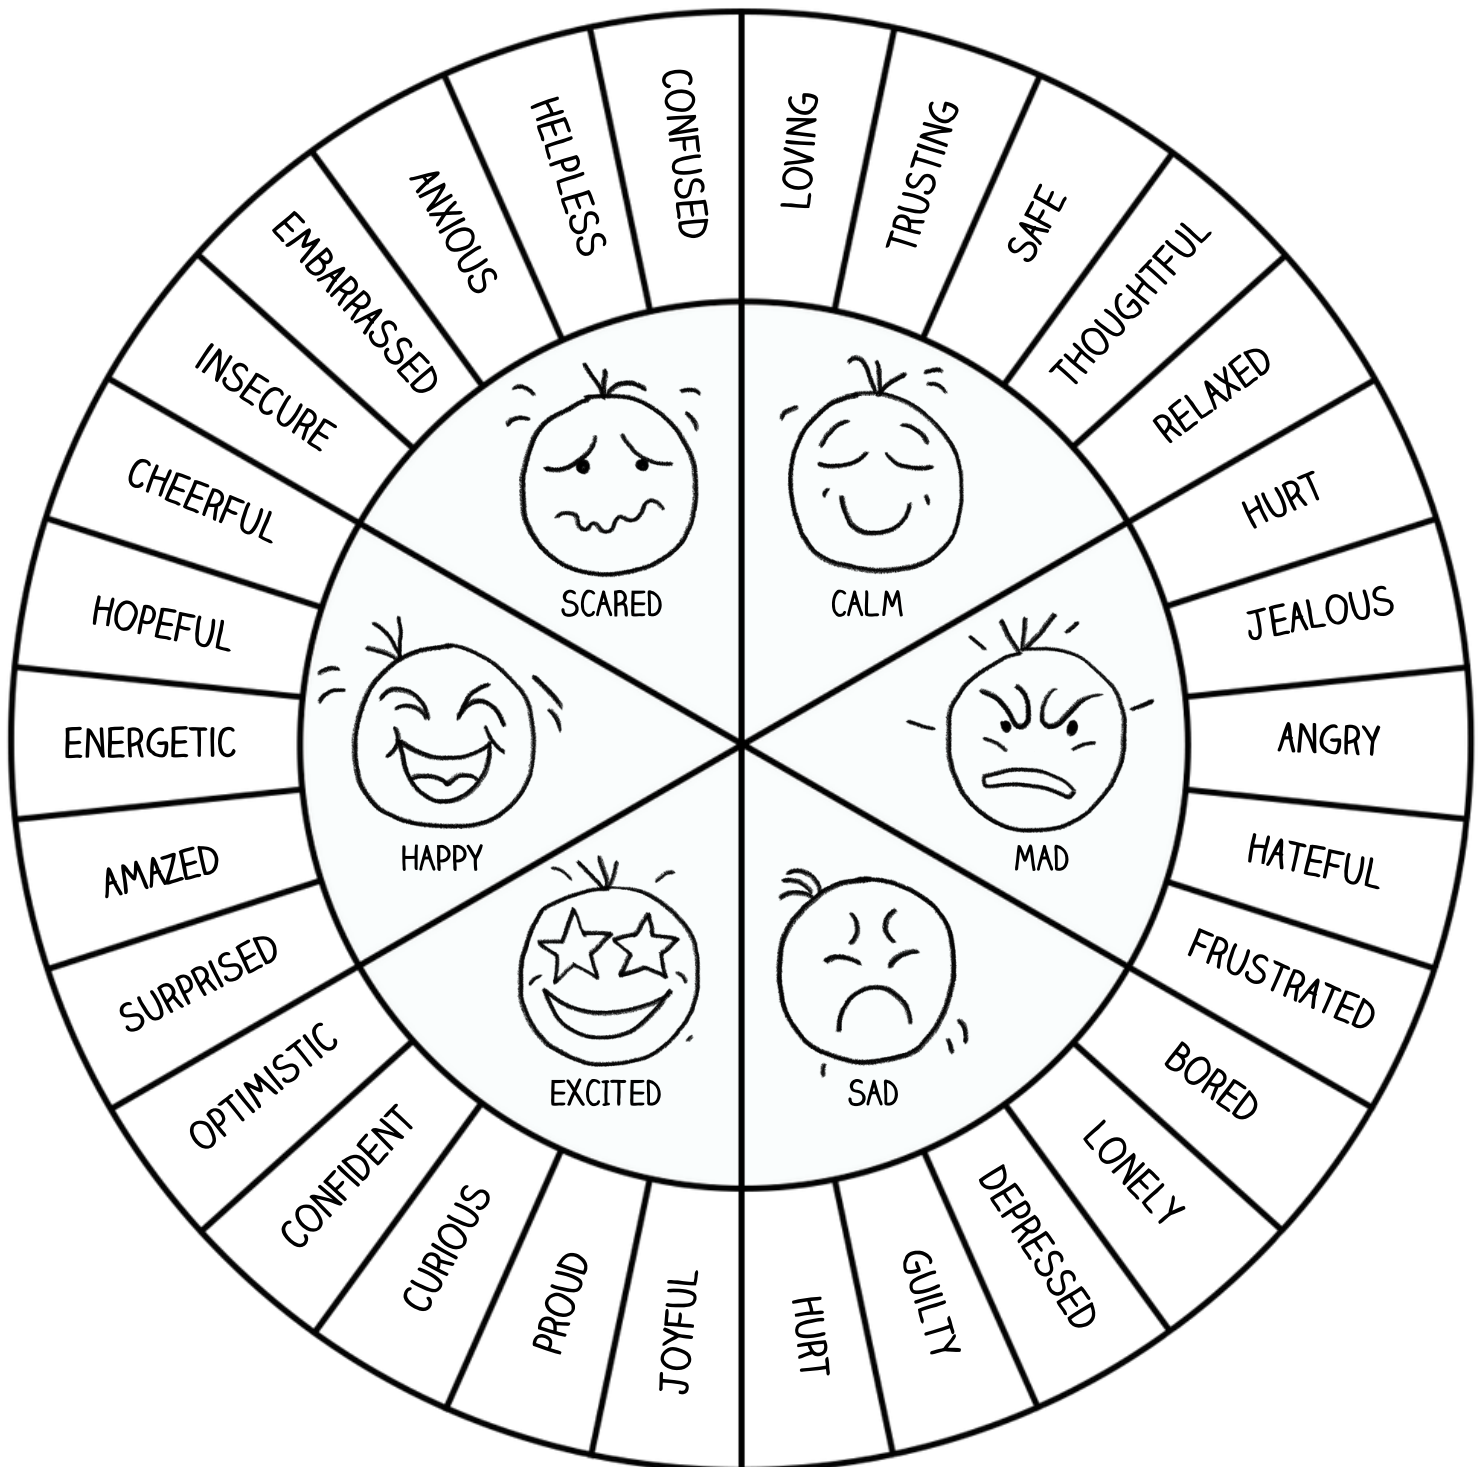 LOVING
TRUSTING
SAFE
THOUGHTFUL
RELAXED
HURT
JEALOUS
ANGRY
HATEFUL
FRUSTRATED
BORED
LONELY
DEPRESSED
GUILTY
HURT
JOYFUL
PROUD
CURIOUS
CONFIDENT
OPTIMISTIC
SURPRISED
AMAZED
ENERGETIC
HOPEFUL
CHEERFUL
INSECURE
EMBARRASSED
ANXIOUS
HELPLESS
CONFUSED
CALM
MAD
SAD
EXCITED
HAPPY
SCARED